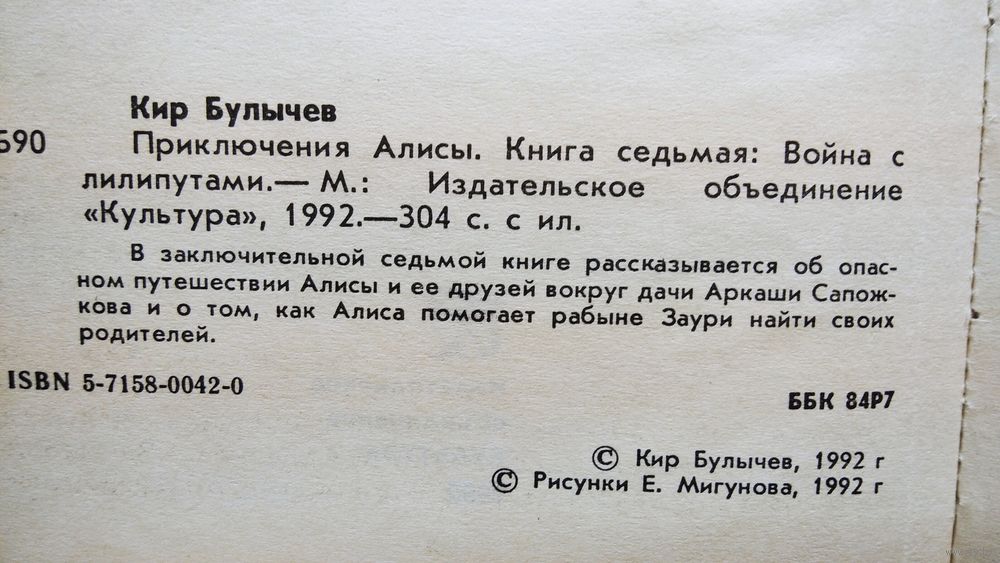 Кир Булычев
Б90 Приключения Алисы. Книга седьмая: Война с
лилипутами.— М.: Издательское объединение
«Культура», 1992.—304 с. с ил.
В заключительной седьмой книге рассказывается об опас-
ном путешествии Алисы и ее друзей вокруг дачи Аркаши Сапож-
кова и о том, как Алиса помогает рабыне Заури найти своих
родителей.
ISBN 5-7158-0042-0
ББК 84Р7
© Кир Булычев, 1992 г
© Рисунки Е. Мигунова, 1992 г